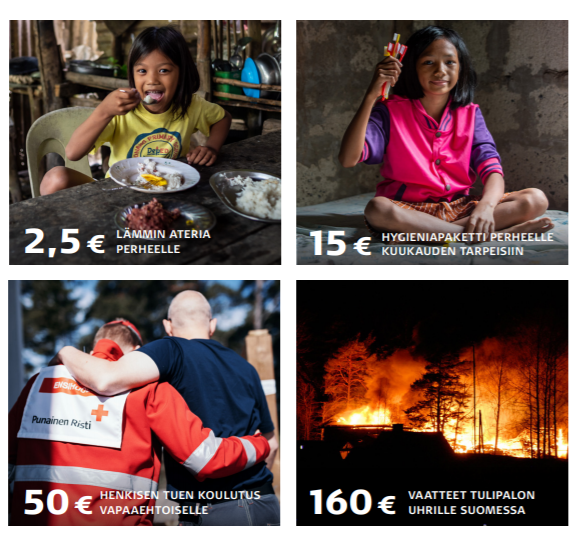 2,5 € LÄMMIN ATERIA
PERHEELLE
15 € HYGIENIAPAKETTI PERHEELLE
KUUKAUDEN TARPEISIIN
ENSIHUOLTO
Punainen Risti
50 € HENKISEN TUEN KOULUTUS
VAPAAEHTOISELLE
160 € VAATTEET TULIPALON
UHRILLE SUOMESSA